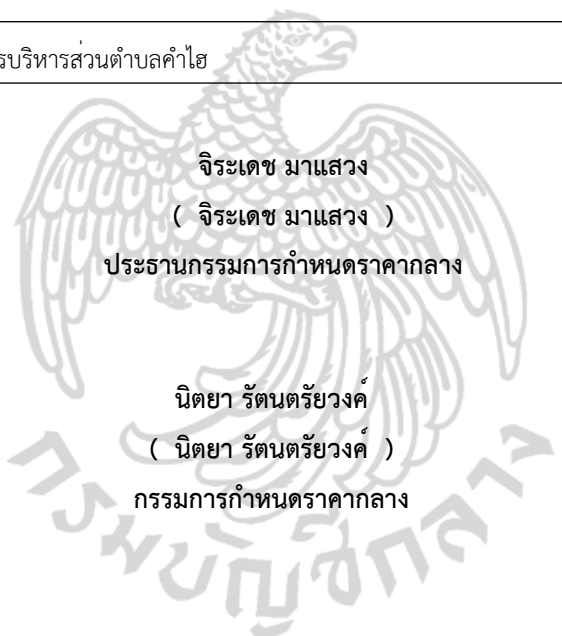 รบริหารส่วนตำบลคำไฮ
จิระเดช มาแสวง
( จิระเดช มาแสวง )
ประธานกรรมการกำหนดราคากลาง
นิตยา รัตนตรัยวงค์
( นิตยา รัตนตรัยวงค์ )
กรรมการกำหนดราคากลาง
กรมบัญชีกลาง